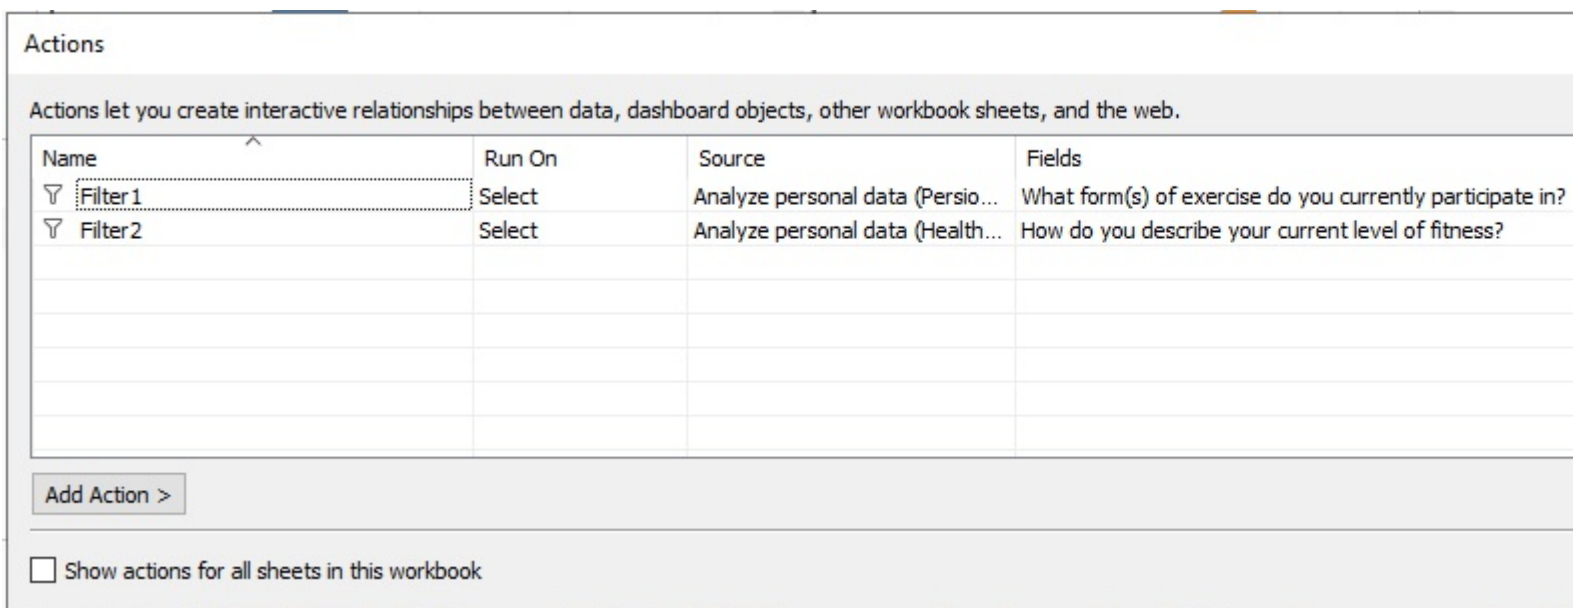 Actions
Actions let you create interactive relationships between data, dashboard objects, other workbook sheets, and the web.
Name Run On Source Fields
Filter1 Select Analyze personal data (Persio... What form(s) of exercise do you currently participate in?
Filter2 Select Analyze personal data (Health... How do you describe your current level of fitness?
Add Action >
Show actions for all sheets in this workbook